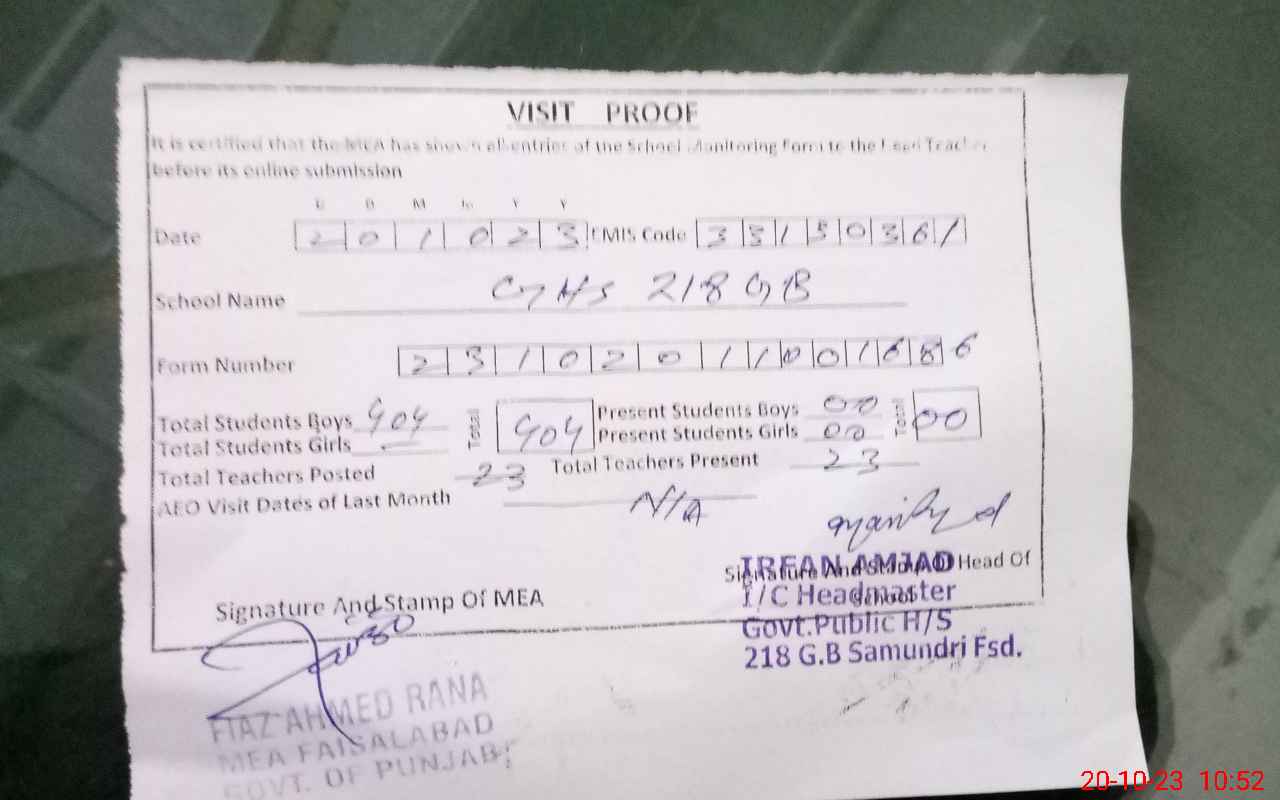 VISIT PROOF
It is certified that the MEA has shown all entries of the School Monitoring Form to the Head Teacher
before its online submission
D D M M Y Y
Date 2 0 1 0 2 3 EMIS Code 3 3 1 5 0 3 6 1
School Name GHS 218 GB
Form Number 2 3 1 0 2 0 1 1 0 0 1 6 8 6
Total Students Boys 904 Total 904 Present Students Boys 00 Total 00
Total Students Girls — Present Students Girls 00
Total Teachers Posted 23 Total Teachers Present 23
AEO Visit Dates of Last Month N/A
Signature And Stamp Of Head Of
School
IRFAN AMJAD
I/C Headmaster
Govt.Public H/S
218 G.B Samundri Fsd.
Signature And Stamp Of MEA
FIAZ AHMED RANA
MEA FAISALABAD
GOVT. OF PUNJAB
20-10-23 10:52